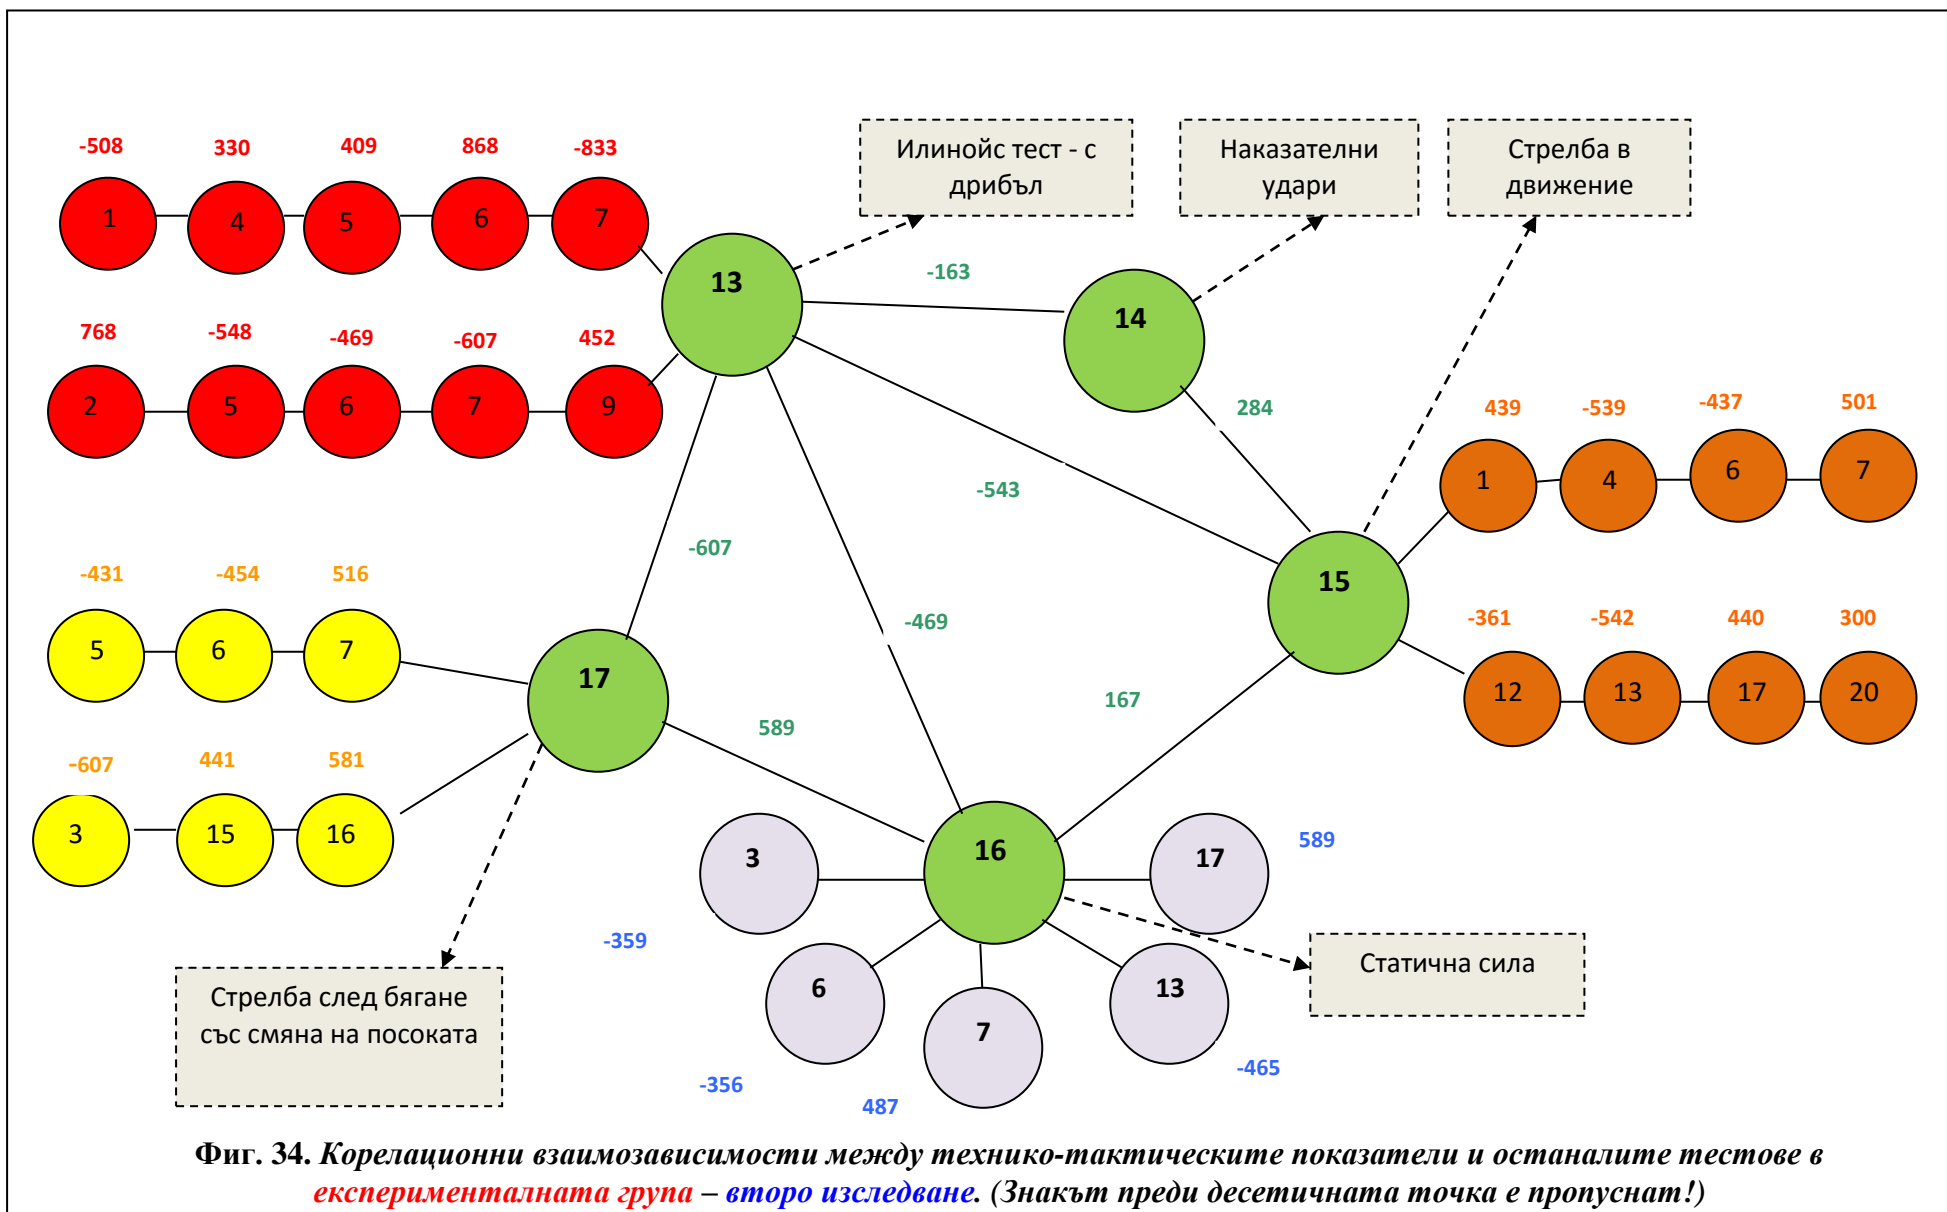 Илинойс тест - с
дрибъл
Наказателни
удари
Стрелба в
движение
-508 330 409 868 -833
1 4 5 6 7
13
-163
14
768 -548 -469 -607 452
2 5 6 7 9
284
439 -539 -437 501
1 4 6 7
-543
-607
15
-431 -454 516
5 6 7
17
-469
-361 -542 440 300
12 13 17 20
167
589
-607 441 581
3 15 16
16
3
17
589
-359
6
7
13
-356
487
-465
Статична сила
Стрелба след бягане
със смяна на посоката
Фиг. 34. Корелационни взаимозависимости между технико-тактическите показатели и останалите тестове в
експерименталната група – второ изследване. (Знакът преди десетичната точка е пропуснат!)